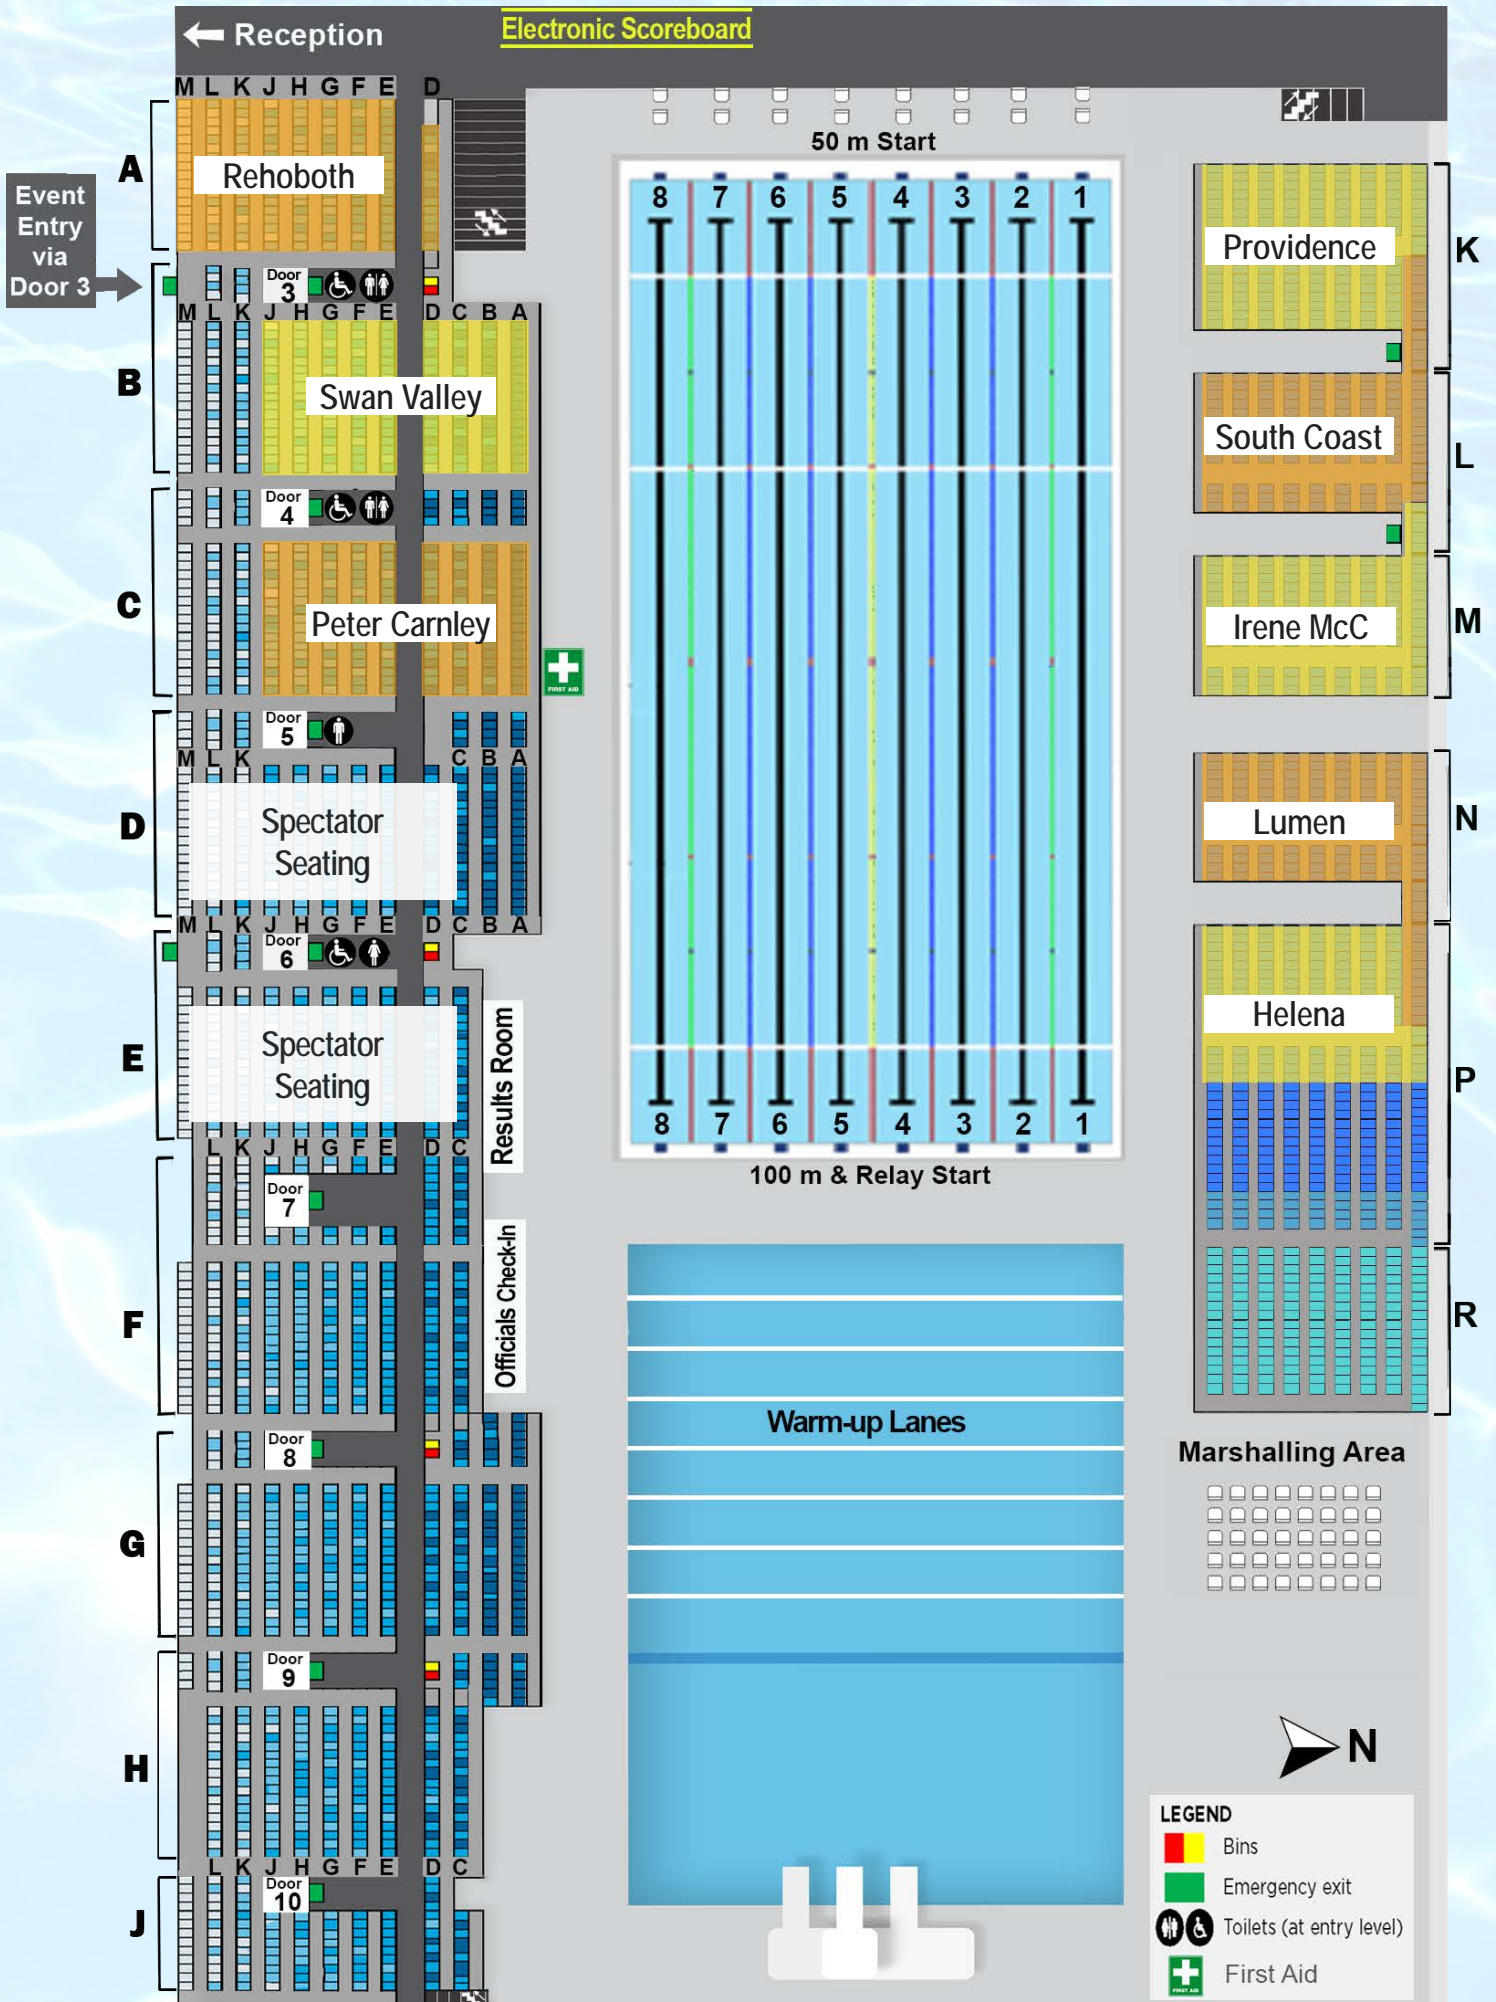 Reception
Electronic Scoreboard
M L K J H G F E D
50 m Start
A
Rehoboth
Event
Entry
via
Door 3
8 7 6 5 4 3 2 1
Providence
K
Door
3
M L K J H G F E D C B A
B
Swan Valley
South Coast
L
Door
4
C
Peter Carnley
Irene McC
M
FIRST AID
Door
5
M L K C B A
D
Spectator
Seating
Lumen
N
M L K J H G F E D C B A
Door
6
E
Spectator
Seating
Results Room
Helena
P
8 7 6 5 4 3 2 1
L K J H G F E D C
100 m & Relay Start
Door
7
F
Officials Check-In
R
Warm-up Lanes
Door
8
Marshalling Area
G
Door
9
H
N
LEGEND
Bins
Emergency exit
Toilets (at entry level)
First Aid
FIRST AID
L K J H G F E D C
Door
10
J